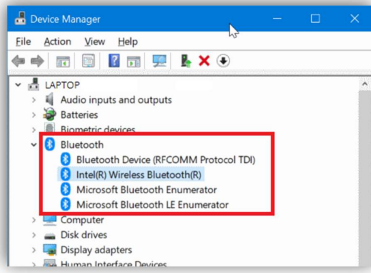 Device Manager
File Action View Help
LAPTOP
Audio inputs and outputs
Batteries
Biometric devices
Bluetooth
Bluetooth Device (RFCOMM Protocol TDI)
Intel(R) Wireless Bluetooth(R)
Microsoft Bluetooth Enumerator
Microsoft Bluetooth LE Enumerator
Computer
Disk drives
Display adapters
Human Interface Devices